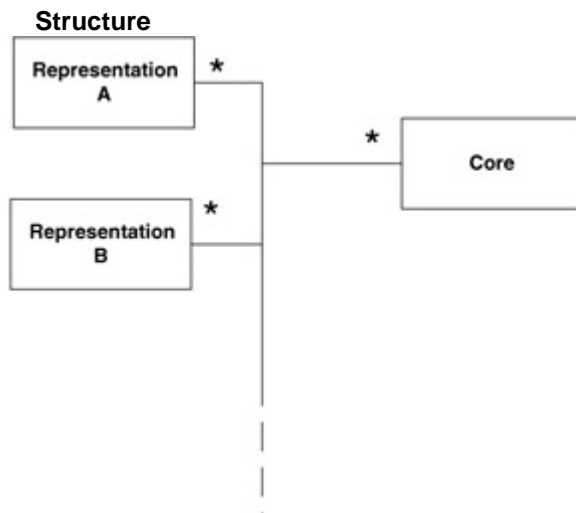 Structure
Representation
A
*
*
Core
*
Representation
B